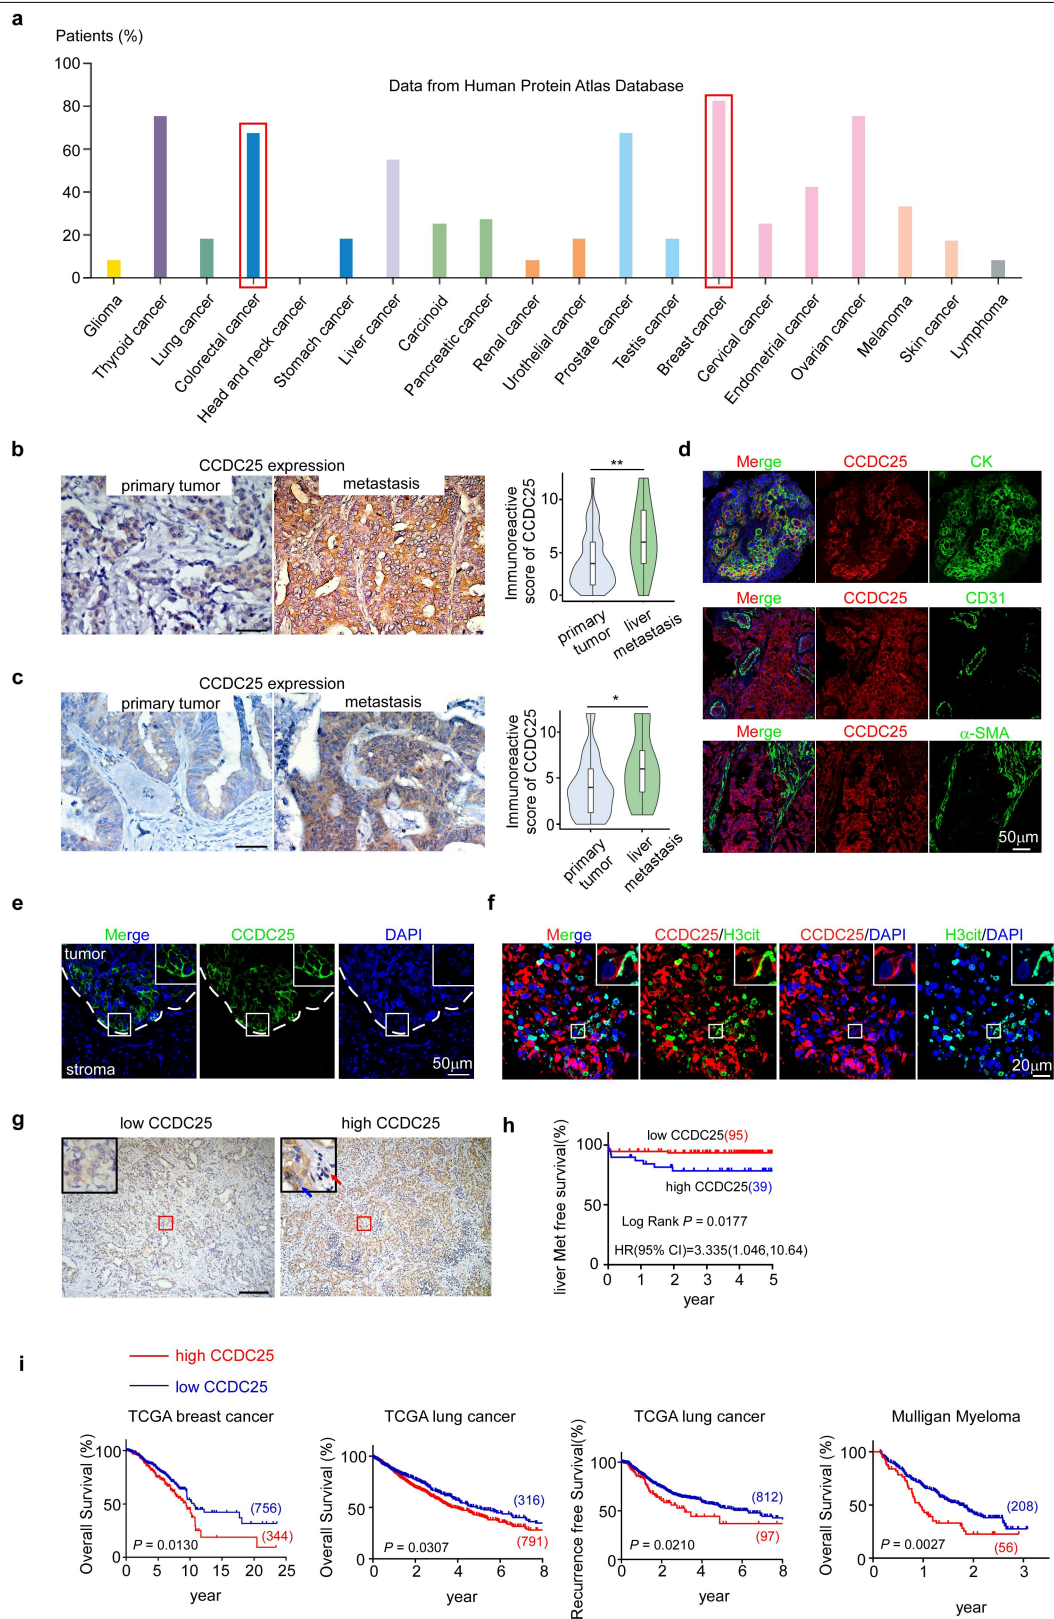 a
Patients (%)
Data from Human Protein Atlas Database
100
80
60
40
20
0
Glioma
Thyroid cancer
Lung cancer
Colorectal cancer
Head and neck cancer
Stomach cancer
Liver cancer
Carcinoid
Pancreatic cancer
Renal cancer
Urothelial cancer
Prostate cancer
Testis cancer
Breast cancer
Cervical cancer
Endometrial cancer
Ovarian cancer
Melanoma
Skin cancer
Lymphoma
b
CCDC25 expression
primary tumor
metastasis
Immunoreactive
score of CCDC25
10
5
0
**
primary
tumor
liver
metastasis
c
CCDC25 expression
primary tumor
metastasis
Immunoreactive
score of CCDC25
10
5
0
*
primary
tumor
liver
metastasis
d
Merge
CCDC25
CK
Merge
CCDC25
CD31
Merge
CCDC25
α-SMA
50μm
e
Merge
CCDC25
DAPI
tumor
stroma
50μm
f
Merge
CCDC25/H3cit
CCDC25/DAPI
H3cit/DAPI
20μm
g
low CCDC25
high CCDC25
h
liver Met free survival(%)
100
50
0
low CCDC25(95)
high CCDC25(39)
Log Rank P = 0.0177
HR(95% CI)=3.335(1.046,10.64)
0 1 2 3 4 5
year
i
high CCDC25
low CCDC25
TCGA breast cancer
Overall Survival (%)
100
50
0
(756)
(344)
P = 0.0130
0 5 10 15 20 25
year
TCGA lung cancer
Overall Survival (%)
100
50
0
(316)
(791)
P = 0.0307
0 2 4 6 8
year
TCGA lung cancer
Recurrence free Survival(%)
100
50
0
(812)
(97)
P = 0.0210
0 2 4 6 8
year
Mulligan Myeloma
Overall Survival (%)
100
50
0
(208)
(56)
P = 0.0027
0 1 2 3
year